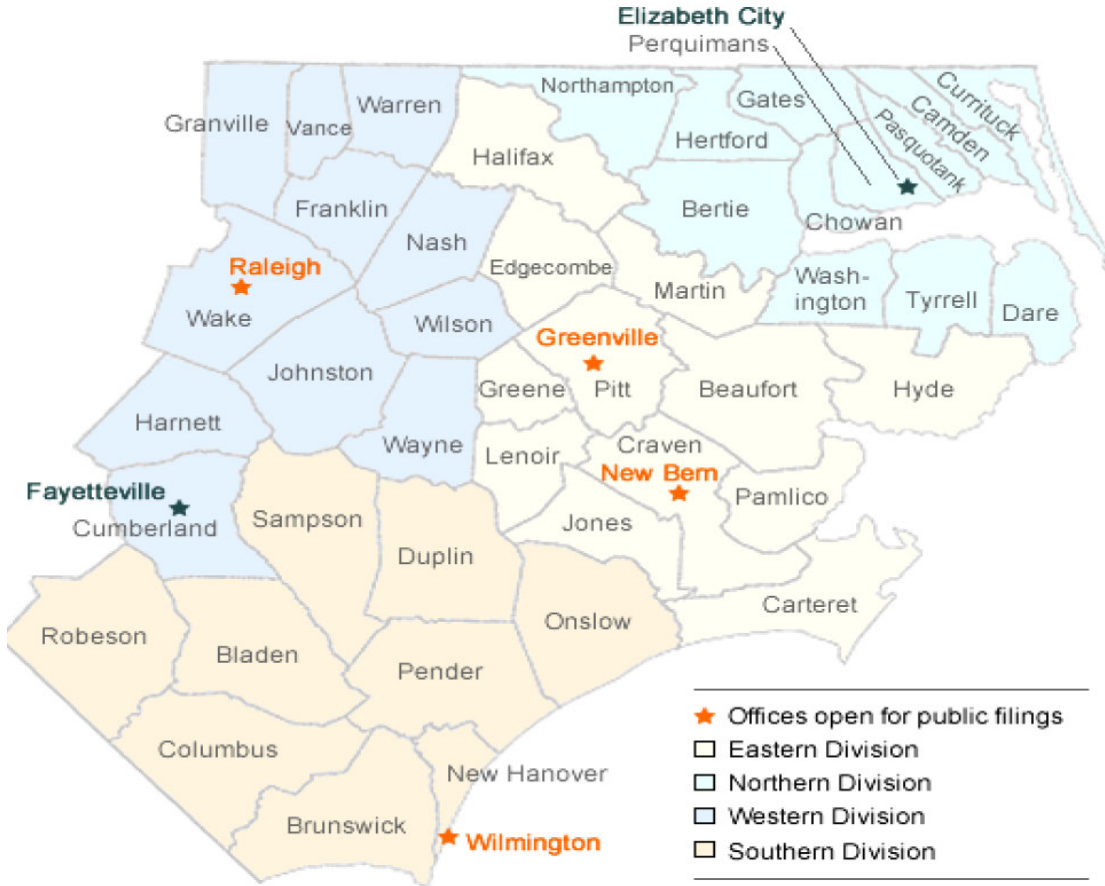 Elizabeth City
Perquimans
Northampton
Gates
Currituck
Camden
Pasquotank
Hertford
Granville
Vance
Warren
Halifax
Franklin
Nash
Bertie
Chowan
Raleigh
Wake
Edgecombe
Martin
Wash-
ington
Tyrrell
Dare
Wilson
Greenville
Pitt
Johnston
Greene
Beaufort
Hyde
Harnett
Wayne
Lenoir
Craven
New Bern
Pamlico
Fayetteville
Cumberland
Sampson
Duplin
Jones
Carteret
Onslow
Robeson
Bladen
Pender
Columbus
New Hanover
Brunswick
Wilmington
Offices open for public filings
Eastern Division
Northern Division
Western Division
Southern Division